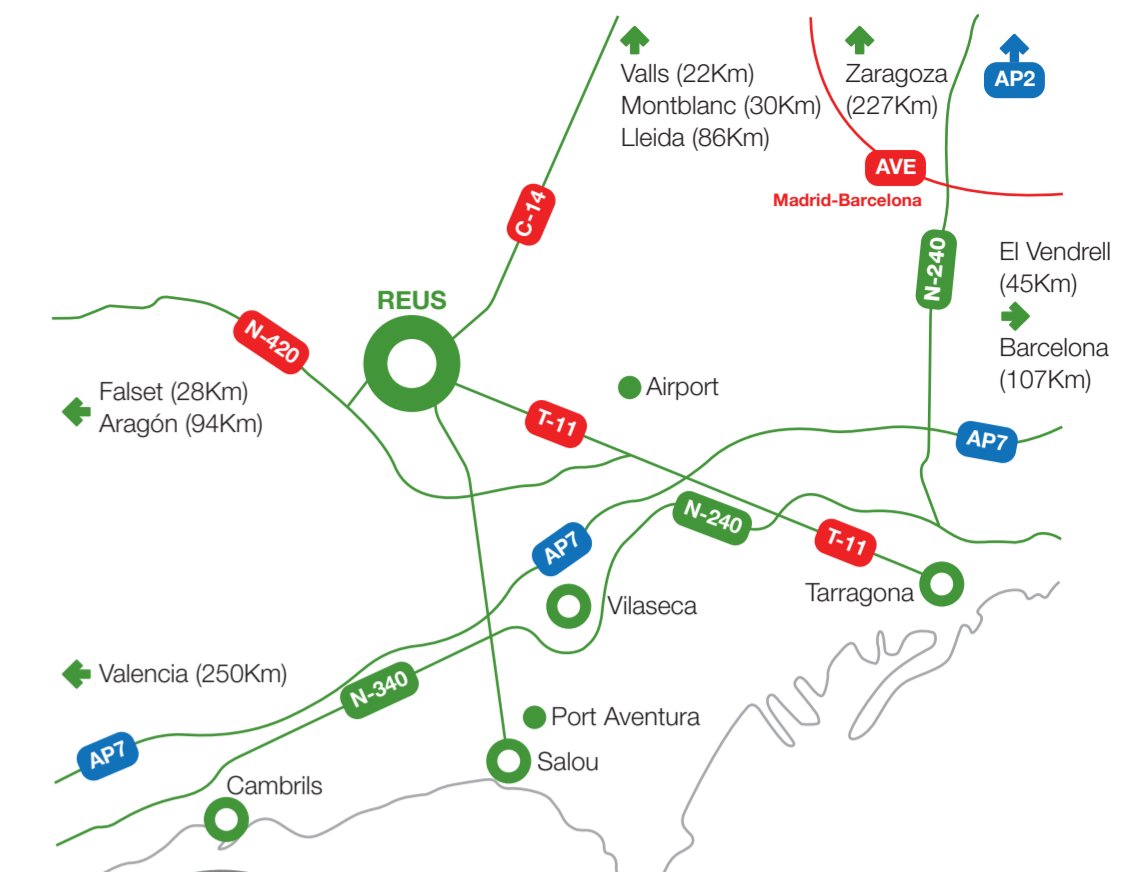 Valls (22Km)
Montblanc (30Km)
Lleida (86Km)
Zaragoza
(227Km)
AP2
AVE
Madrid-Barcelona
C-14
N-240
El Vendrell
(45Km)
Barcelona
(107Km)
REUS
N-420
Falset (28Km)
Aragón (94Km)
Airport
T-11
AP7
N-240
T-11
AP7
Tarragona
Vilaseca
Valencia (250Km)
N-340
Port Aventura
AP7
Salou
Cambrils